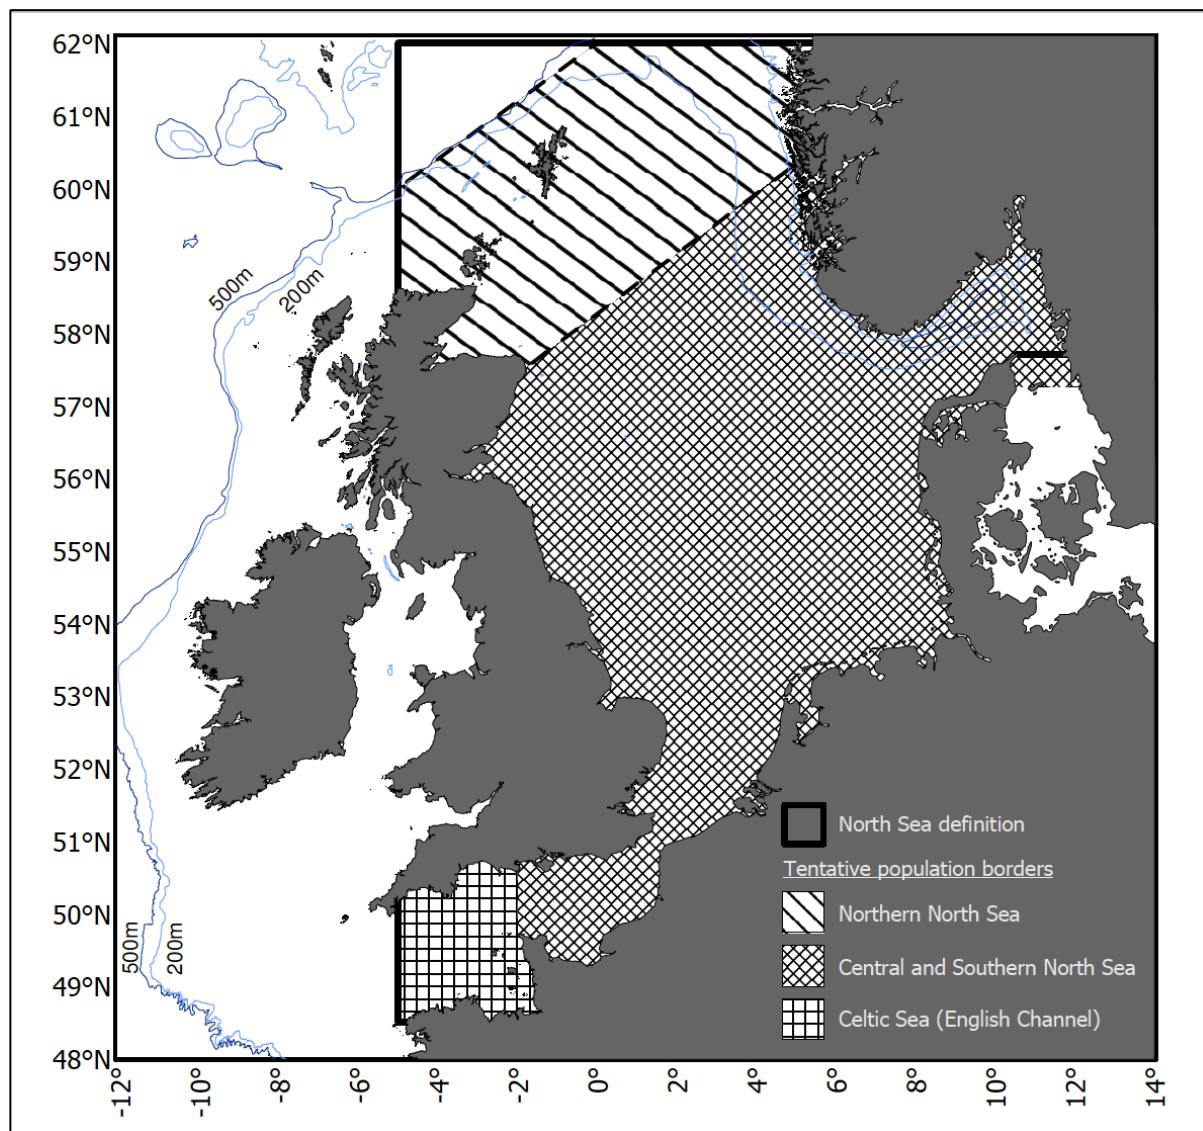 62°N
61°N
60°N
59°N
58°N
57°N
56°N
55°N
54°N
53°N
52°N
51°N
50°N
49°N
48°N
500m
200m
500m
200m
North Sea definition
Tentative population borders
Northern North Sea
Central and Southern North Sea
Celtic Sea (English Channel)
-12°
-10°
-8°
-6°
-4°
-2°
0°
2°
4°
6°
8°
10°
12°
14°